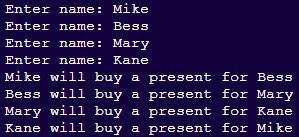 Enter name: Mike
Enter name: Bess
Enter name: Mary
Enter name: Kane
Mike will buy a present for Bess
Bess will buy a present for Mary
Mary will buy a present for Kane
Kane will buy a present for Mike